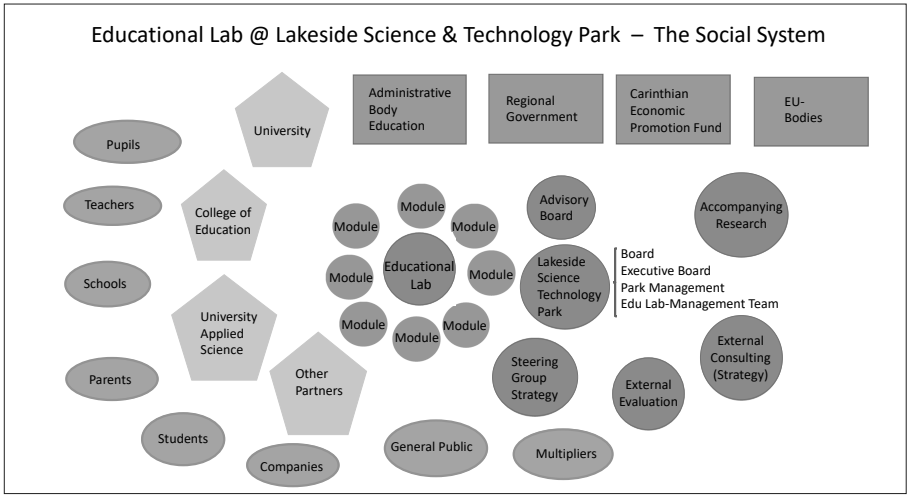 Educational Lab @ Lakeside Science & Technology Park – The Social System
Administrative
Body
Education
Regional
Government
Carinthian
Economic
Promotion Fund
EU-
Bodies
University
Pupils
Teachers
College of
Education
Schools
University
Applied
Science
Parents
Other
Partners
Students
Companies
General Public
Multipliers
Module
Module
Module
Module
Educational
Lab
Module
Module
Module
Module
Advisory
Board
Accompanying
Research
Lakeside
Science
Technology
Park
Board
Executive Board
Park Management
Edu Lab-Management Team
Steering
Group
Strategy
External
Evaluation
External
Consulting
(Strategy)